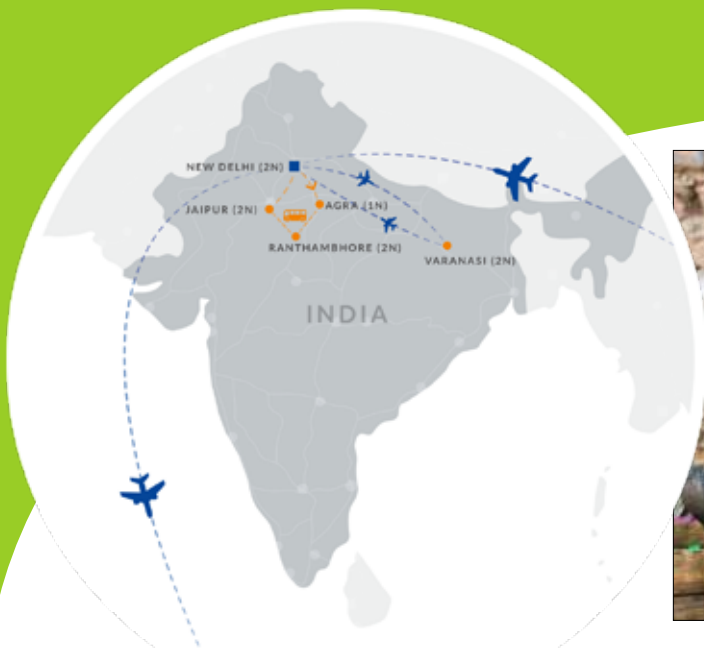 NEW DELHI (2N)
JAIPUR (2N)
AGRA (1N)
RANTHAMBHORE (2N)
VARANASI (2N)
INDIA